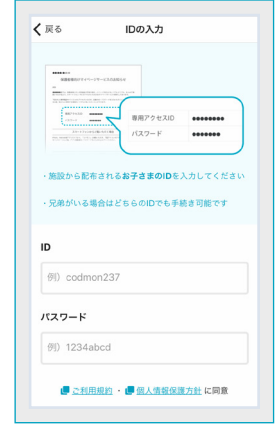 戻る
IDの入力
専用アクセスID ●●●●●●●●
パスワード ●●●●●●●
・施設から配布されるお子さまのIDを入力してください
・兄弟がいる場合はどちらのIDでも手続き可能です
ID
例）codmon237
パスワード
例）1234abcd
ご利用規約 ・ 個人情報保護方針 に同意